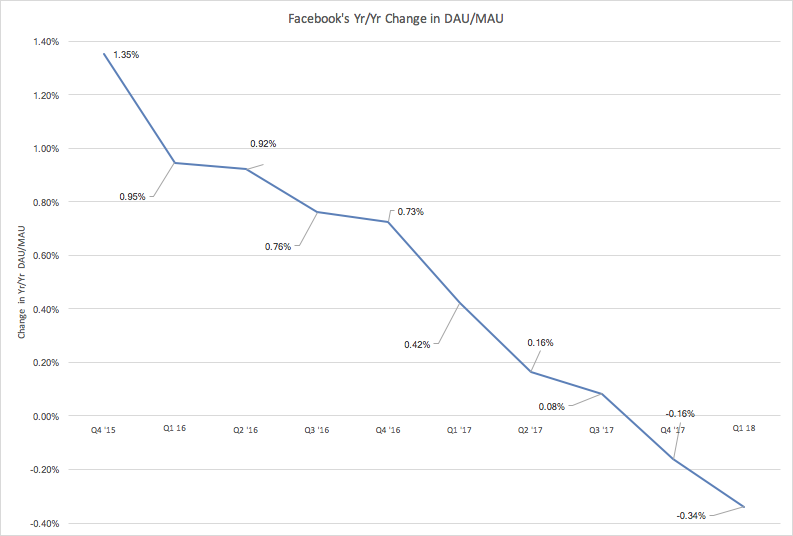 Facebook's Yr/Yr Change in DAU/MAU
1.40%
1.35%
1.20%
1.00%
0.92%
0.95%
0.80%
0.73%
0.76%
0.60%
Change in Yr/Yr DAU/MAU
0.40%
0.42%
0.20%
0.16%
0.08%
0.00%
-0.16%
Q4 '15
Q1 16
Q2 '16
Q3 '16
Q4 '16
Q1 '17
Q2 '17
Q3 '17
Q4 '17
Q1 18
-0.20%
-0.34%
-0.40%